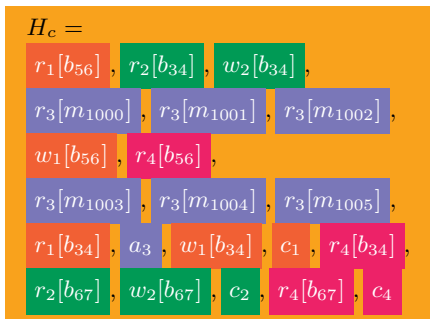 H_c =
r_1[b_56] , r_2[b_34] , w_2[b_34] ,
r_3[m_1000] , r_3[m_1001] , r_3[m_1002] ,
w_1[b_56] , r_4[b_56] ,
r_3[m_1003] , r_3[m_1004] , r_3[m_1005] ,
r_1[b_34] , a_3 , w_1[b_34] , c_1 , r_4[b_34] ,
r_2[b_67] , w_2[b_67] , c_2 , r_4[b_67] , c_4